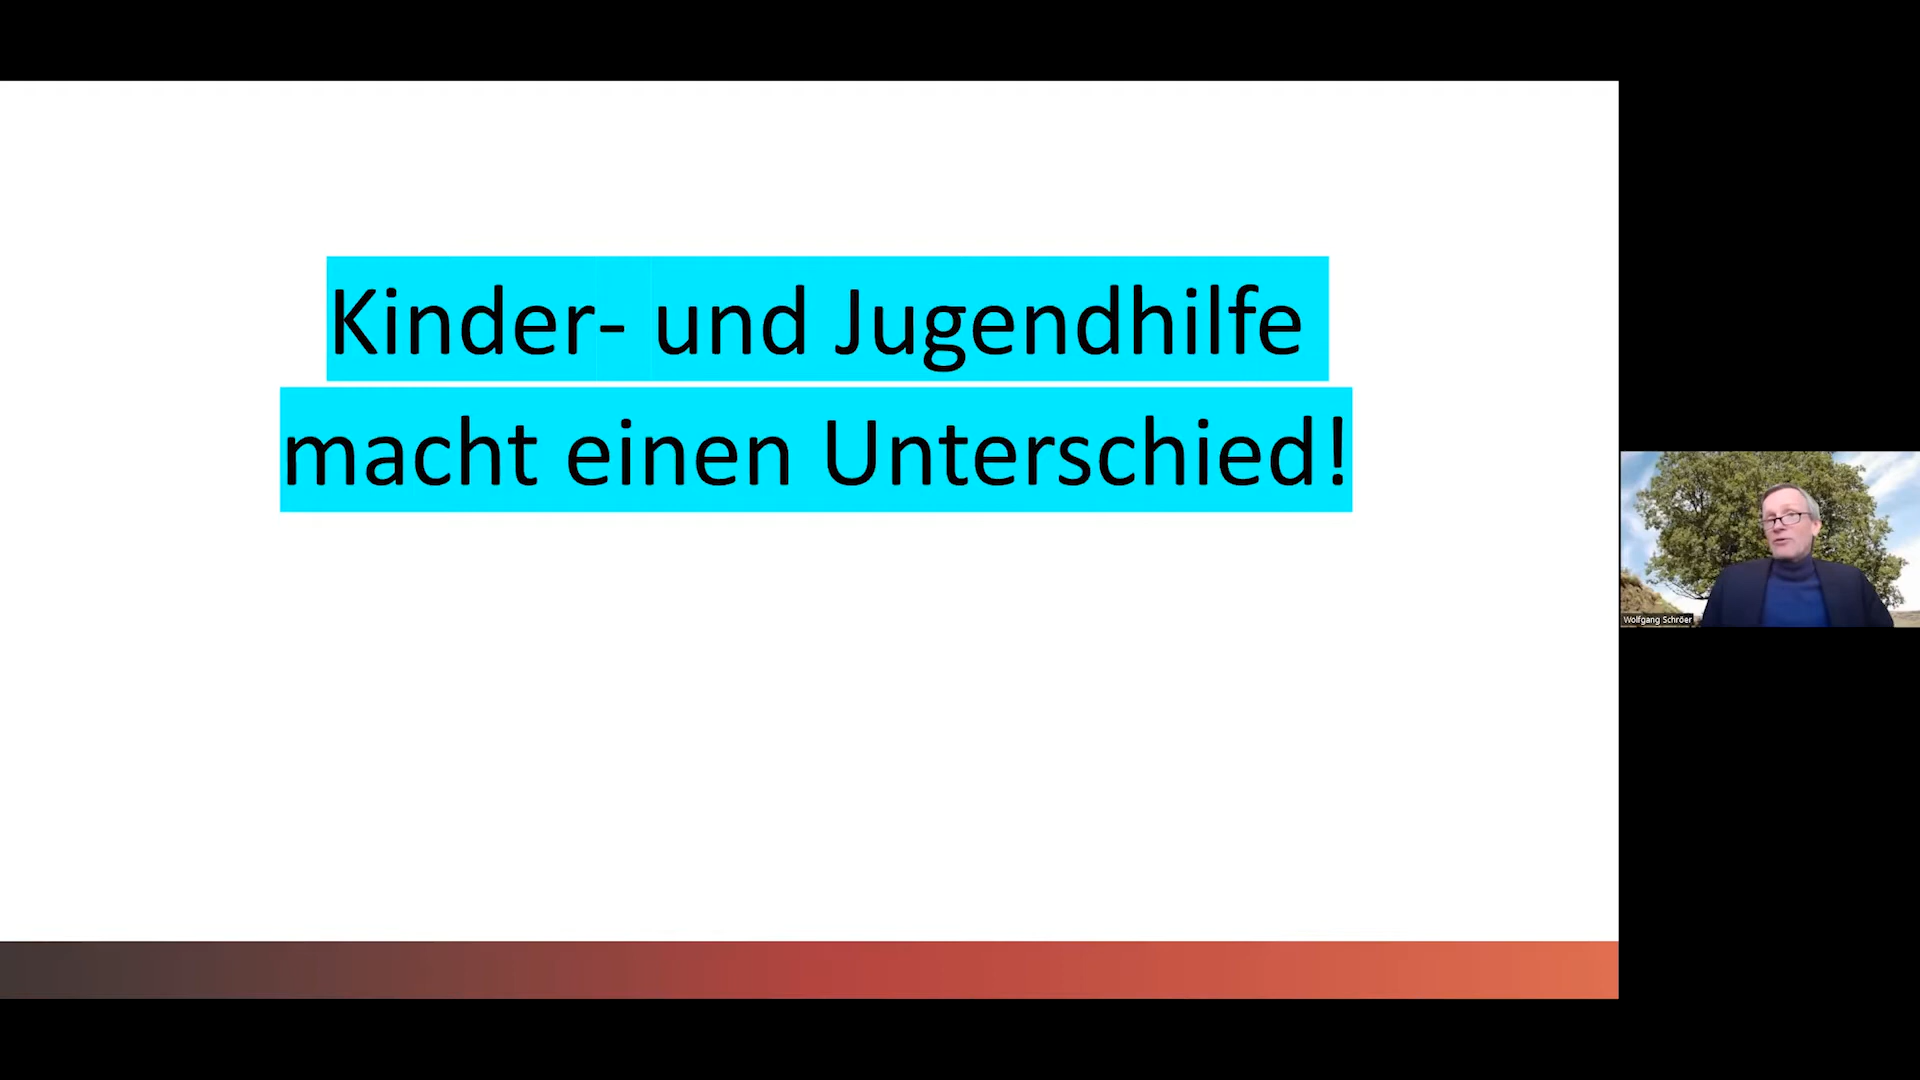 Kinder- und Jugendhilfe
macht einen Unterschied!
Wolfgang Schröer